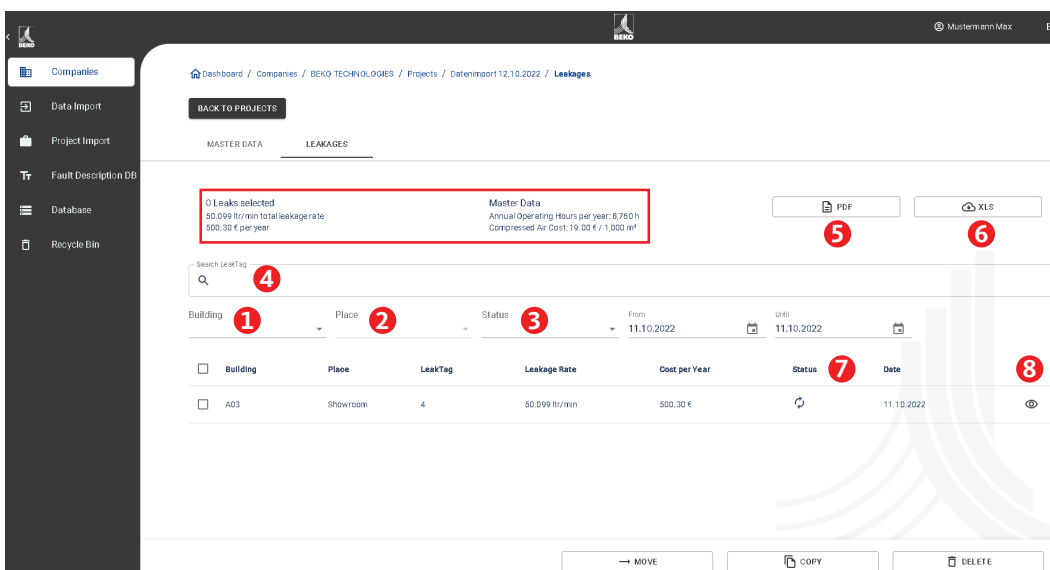 BEKO
BEKO
Mustermann Max
Companies
Data Import
Project Import
Fault Description DB
Database
Recycle Bin
Dashboard / Companies / BEKO TECHNOLOGIES / Projects / Datenimport 12.10.2022 / Leakages
BACK TO PROJECTS
MASTER DATA LEAKAGES
0 Leaks selected
50.099 ltr/min total leakage rate
500.30 € per year
Master Data
Annual Operating Hours per year: 8,760 h
Compressed Air Cost: 19.00 € / 1,000 m³
PDF XLS
5 6
Search LeakTag
4
Building 1 Place 2 Status 3 From 11.10.2022 Until 11.10.2022
Building Place LeakTag Leakage Rate Cost per Year Status 7 Date 8
A03 Showroom 4 50.099 ltr/min 500.30 € 11.10.2022
MOVE COPY DELETE